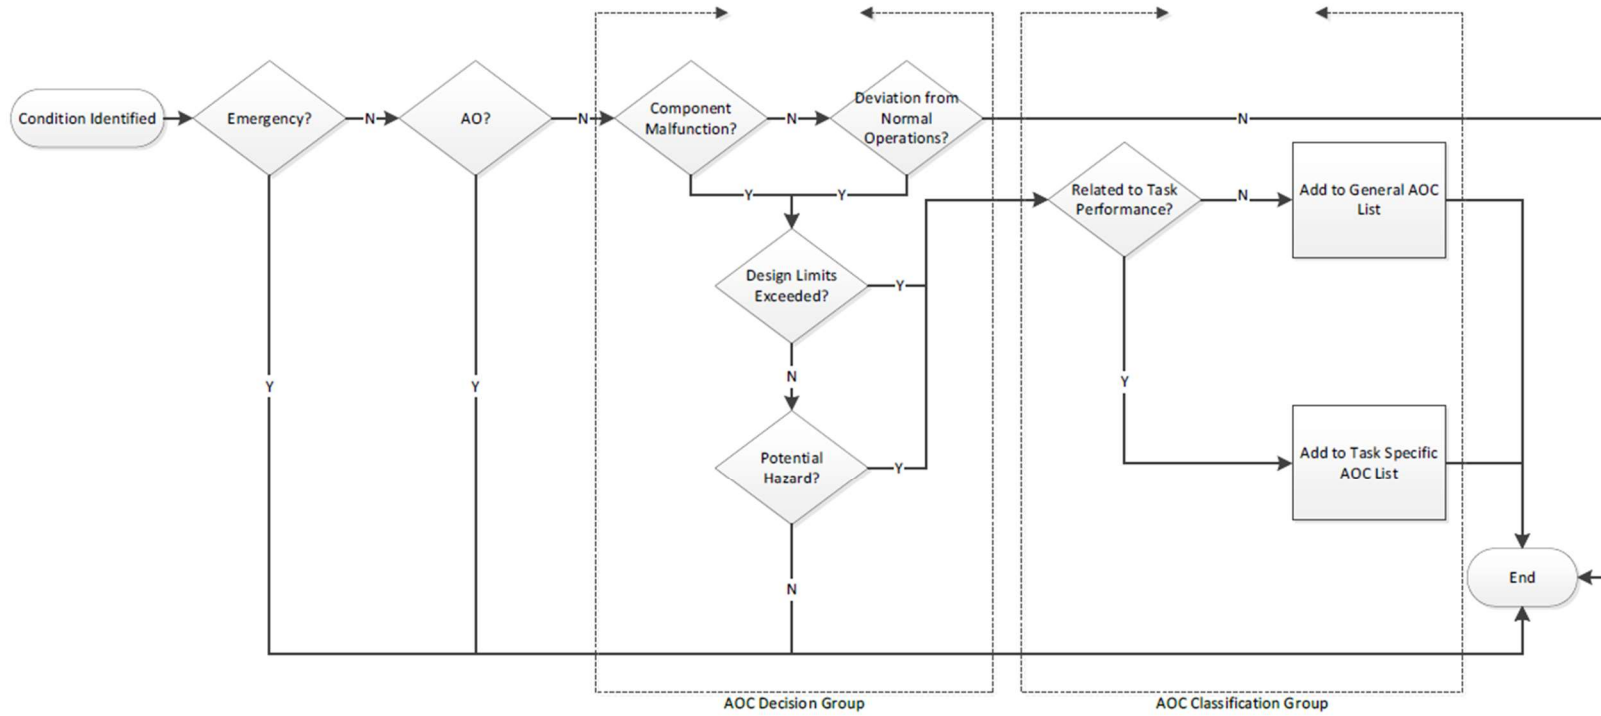 Condition Identified
Emergency?
N
AO?
N
Component
Malfunction?
N
Deviation from
Normal
Operations?
N
Y
Y
Related to Task
Performance?
N
Add to General AOC
List
Design Limits
Exceeded?
Y
N
Y
Y
Y
Potential
Hazard?
Y
Add to Task Specific
AOC List
N
End
AOC Decision Group
AOC Classification Group